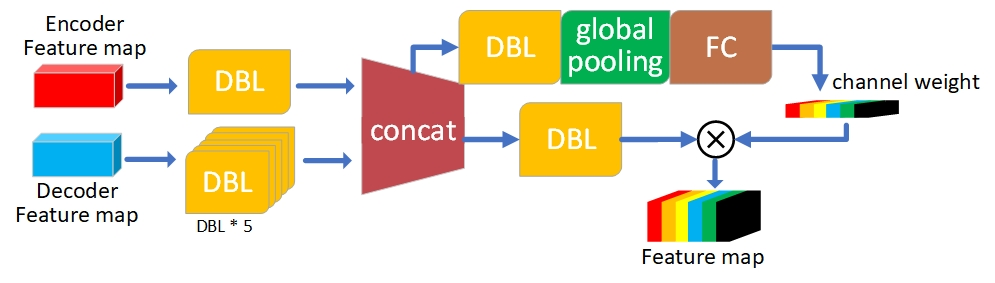 Encoder
Feature map
DBL
Decoder
Feature map
DBL
DBL * 5
concat
DBL
global
pooling
FC
channel weight
DBL
Feature map